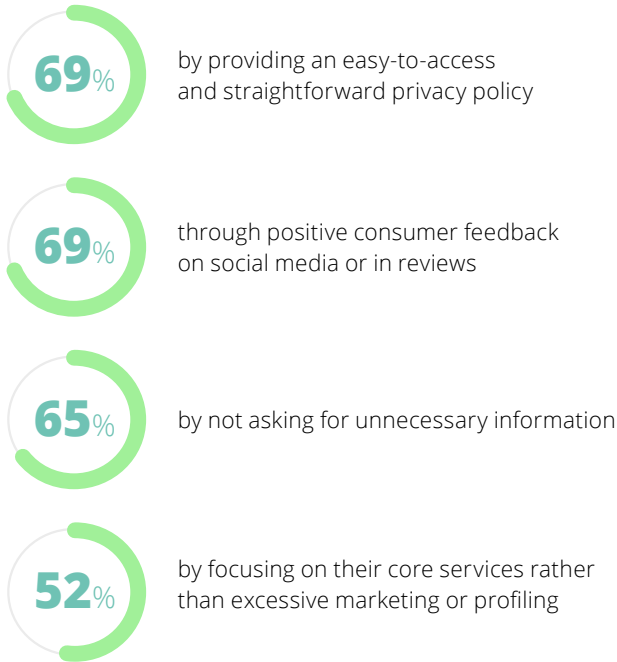 69%
by providing an easy-to-access
and straightforward privacy policy
69%
through positive consumer feedback
on social media or in reviews
65%
by not asking for unnecessary information
52%
by focusing on their core services rather
than excessive marketing or profiling